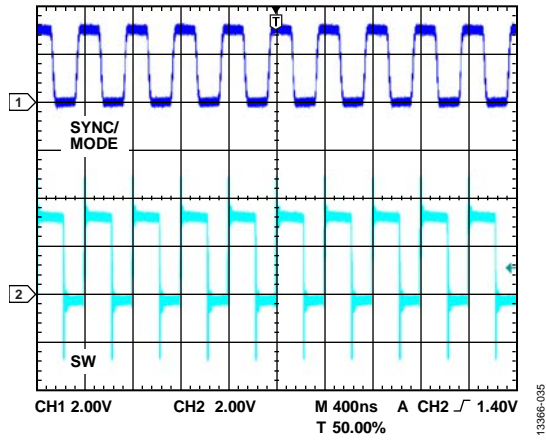 T
1
SYNC/
MODE
2
SW
CH1 2.00V CH2 2.00V M 400ns A CH2 1.40V
T 50.00%
13366-035